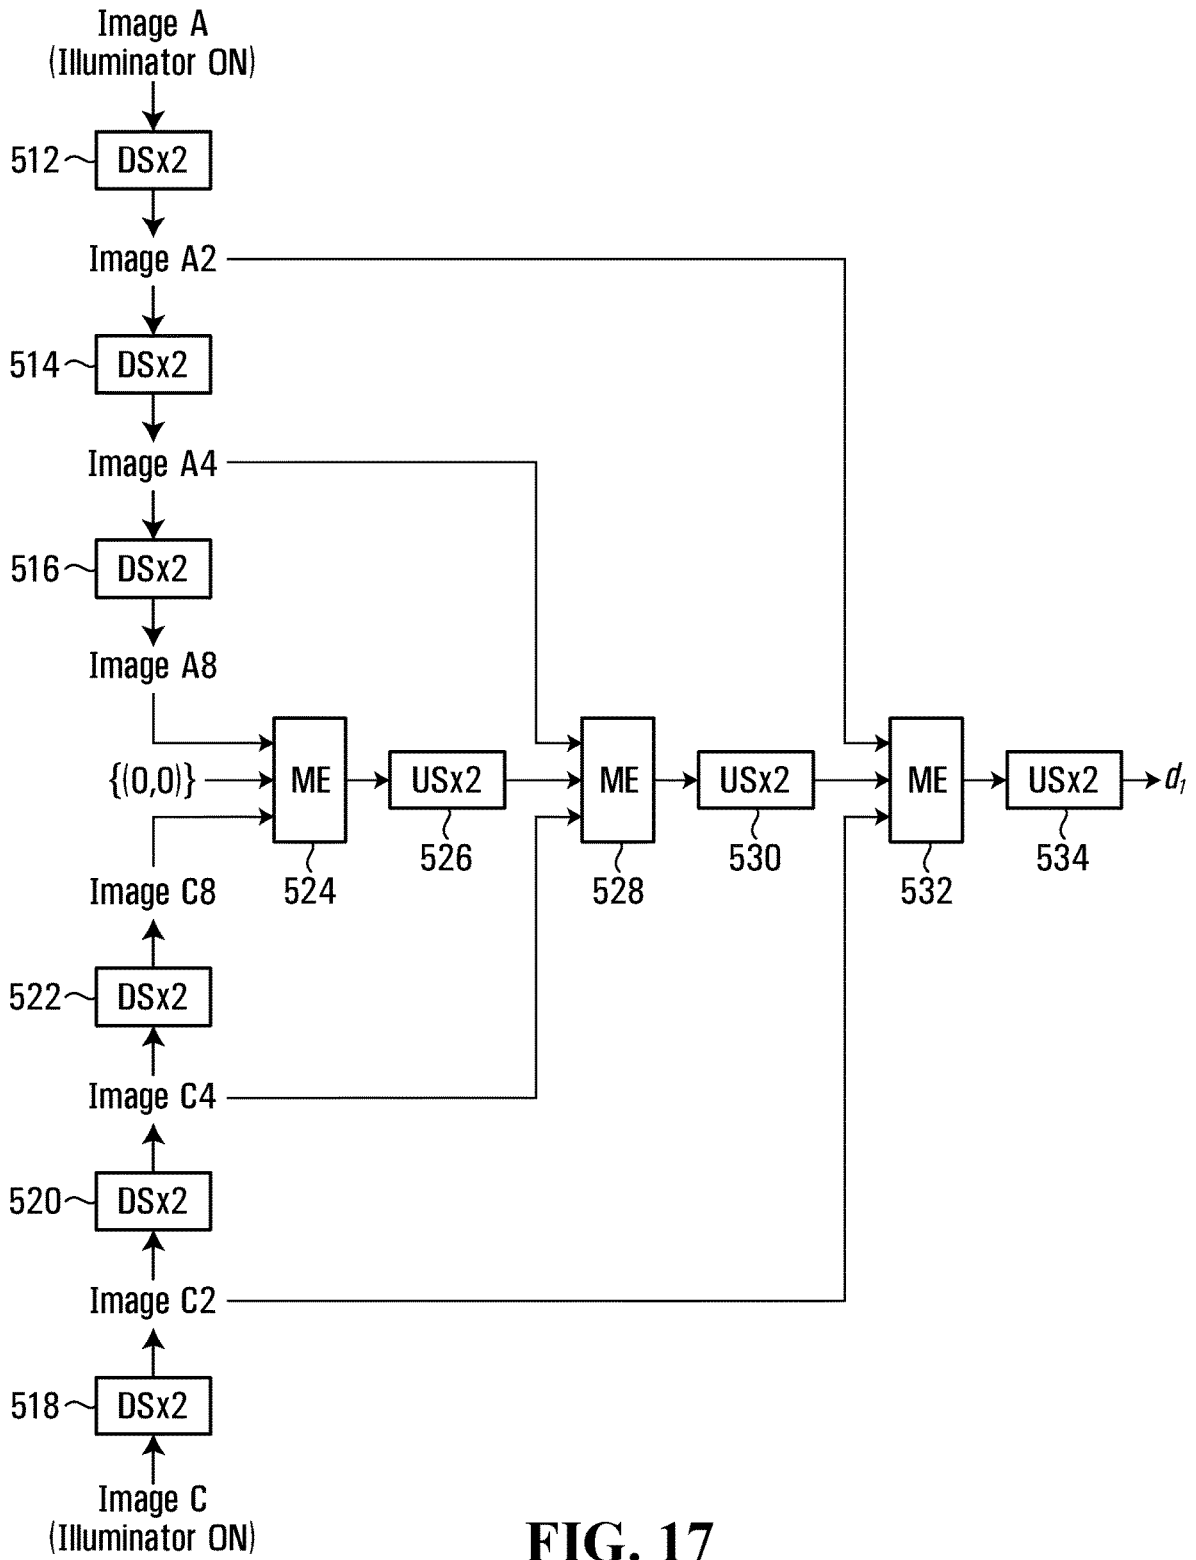 Image A
(Illuminator ON)
512
DSx2
Image A2
514
DSx2
Image A4
516
DSx2
Image A8
{(0,0)}
ME
USx2
ME
USx2
ME
USx2
d1
524
526
528
530
532
534
Image C8
522
DSx2
Image C4
520
DSx2
Image C2
518
DSx2
Image C
(Illuminator ON)
FIG. 17